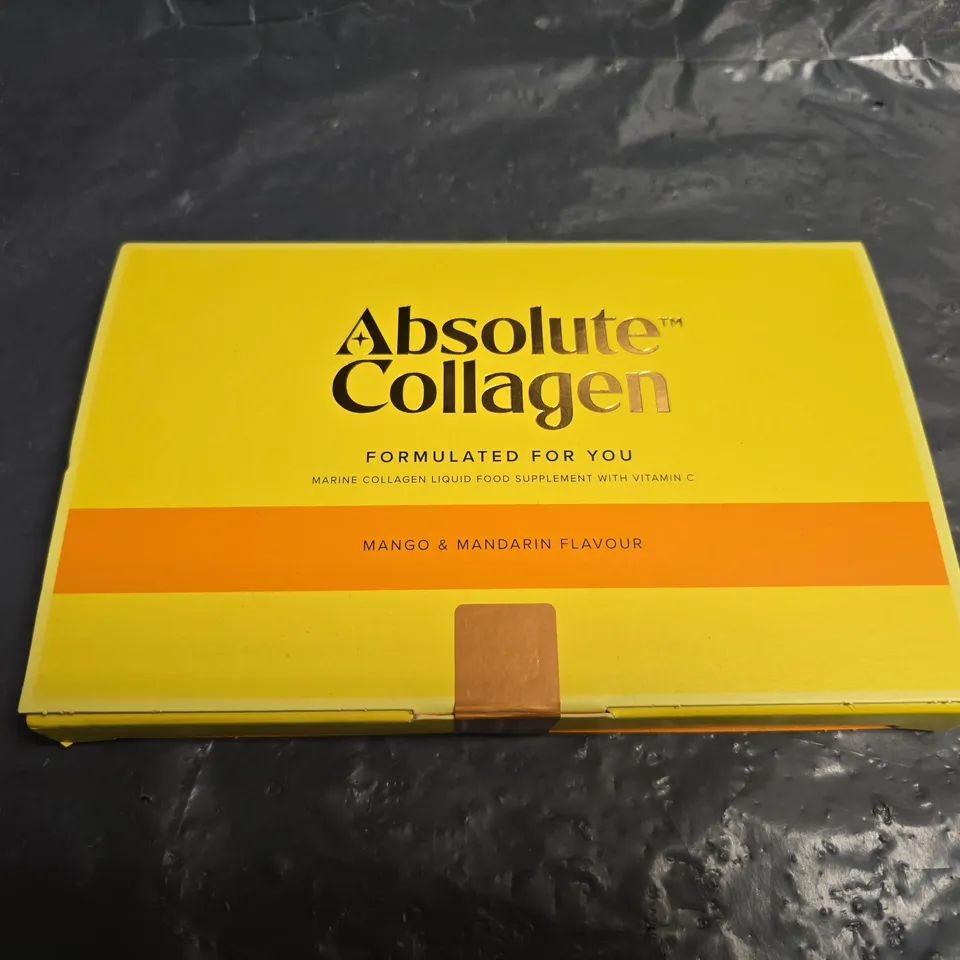 Absolute™
Collagen
FORMULATED FOR YOU
MARINE COLLAGEN LIQUID FOOD SUPPLEMENT WITH VITAMIN C
MANGO & MANDARIN FLAVOUR